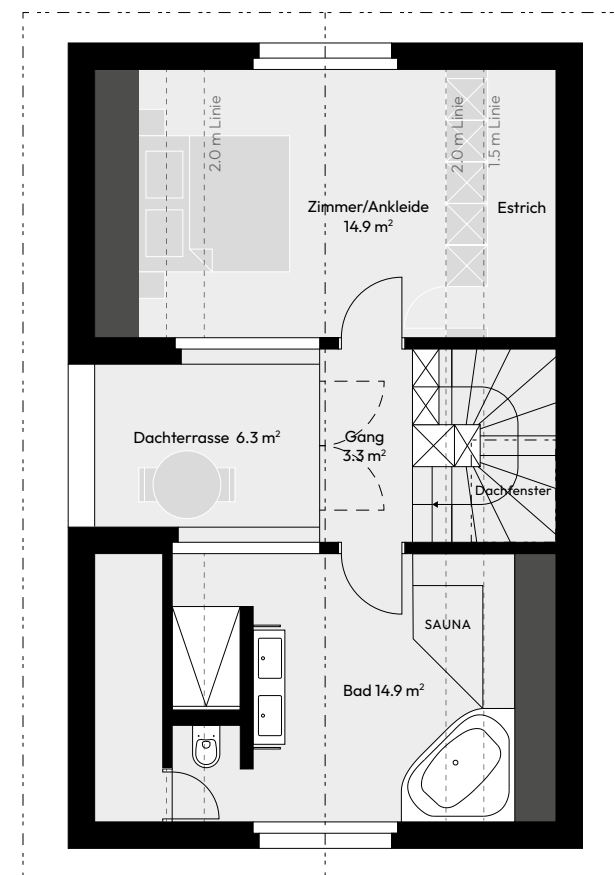 2.0 m Linie
2.0 m Linie
1.5 m Linie
Zimmer/Ankleide
14.9 m²
Estrich
Dachterrasse 6.3 m²
Gang
3.3 m²
Dachfenster
SAUNA
Bad 14.9 m²